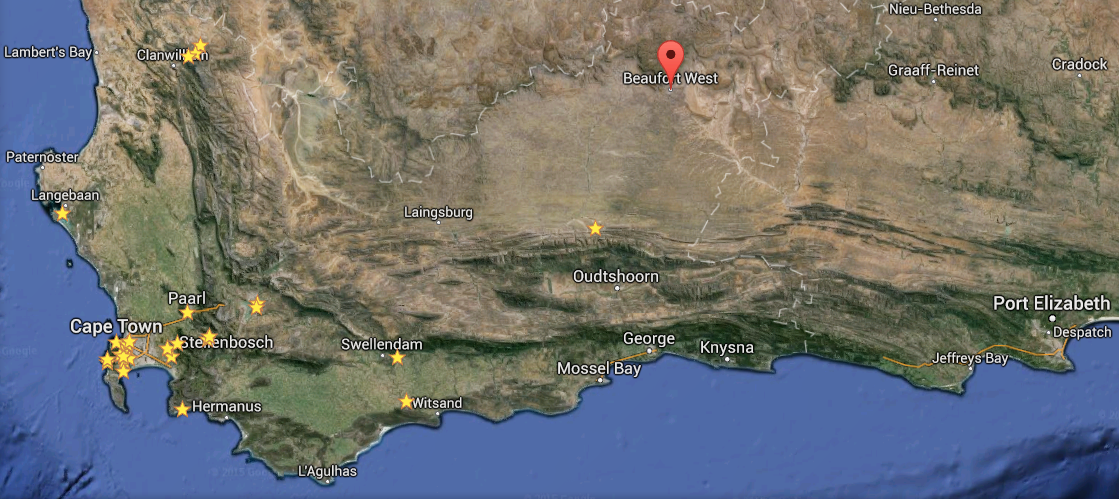 Nieu-Bethesda
Lambert's Bay
Clanwilliam
Cradock
Graaff-Reinet
Beaufort West
Paternoster
Langebaan
Laingsburg
Oudtshoorn
Paarl
Port Elizabeth
Cape Town
Despatch
Stellenbosch
George
Swellendam
Knysna
Jeffreys Bay
Mossel Bay
Witsand
Hermanus
L'Agulhas